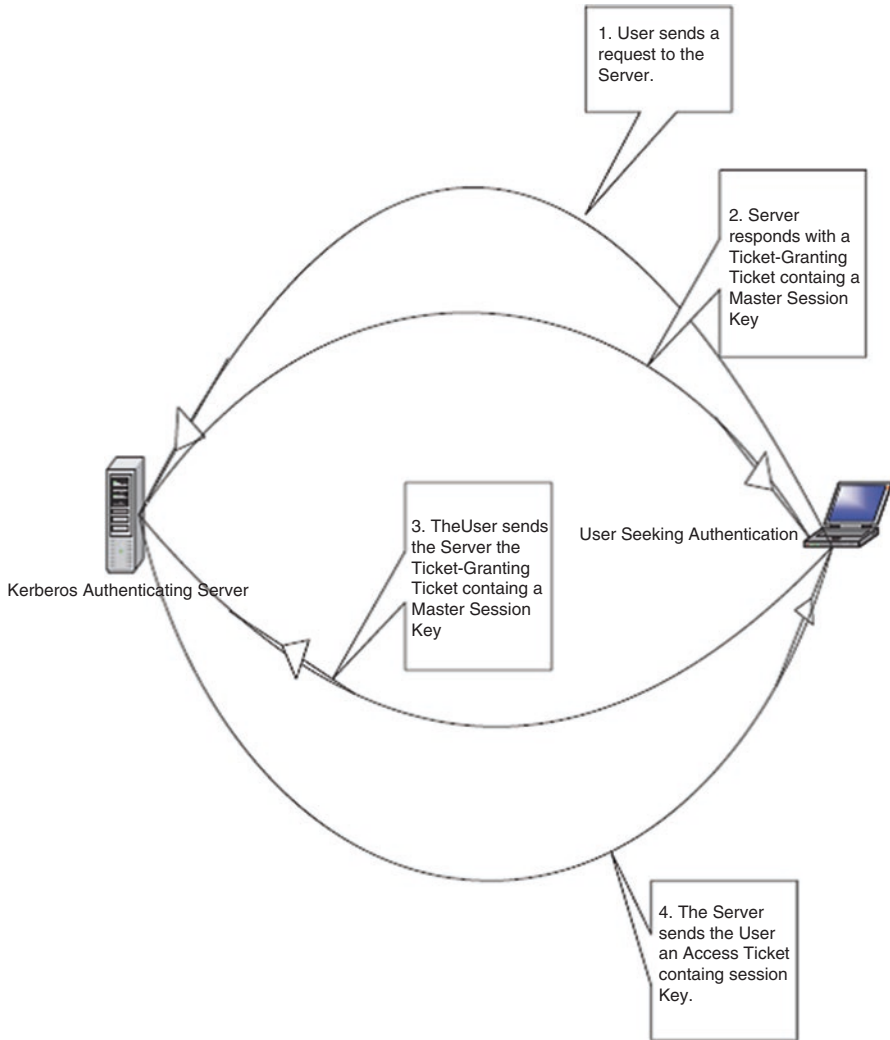 1. User sends a
request to the
Server.
2. Server
responds with a
Ticket-Granting
Ticket containg a
Master Session
Key
3. TheUser sends
the Server the
Ticket-Granting
Ticket containg a
Master Session
Key
User Seeking Authentication
Kerberos Authenticating Server
4. The Server
sends the User
an Access Ticket
containg session
Key.